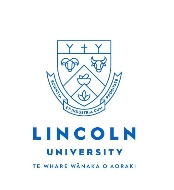 LINCOLN
UNIVERSITY
TE WHARE WĀNAKA O AORAKI